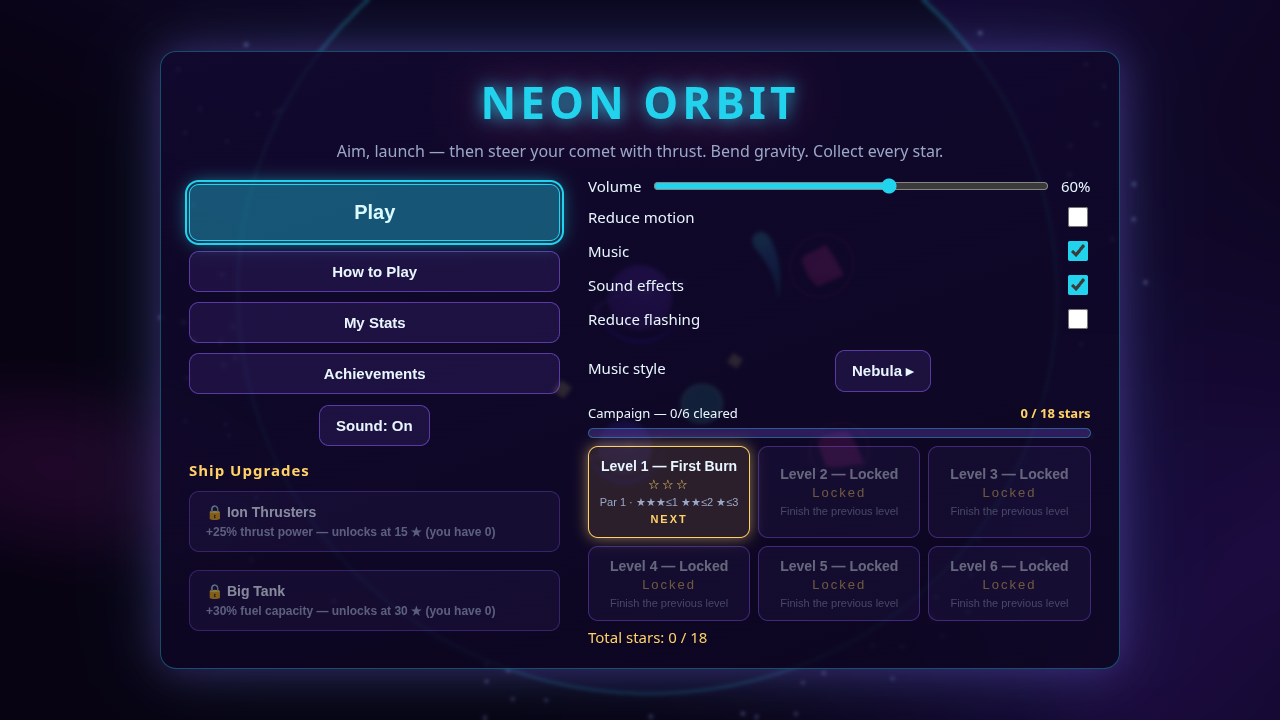 NEON ORBIT
Aim, launch — then steer your comet with thrust. Bend gravity. Collect every star.
Play
How to Play
My Stats
Achievements
Sound: On
Ship Upgrades
🔒 Ion Thrusters
+25% thrust power — unlocks at 15 ★ (you have 0)
🔒 Big Tank
+30% fuel capacity — unlocks at 30 ★ (you have 0)
Volume 60%
Reduce motion
Music
Sound effects
Reduce flashing
Music style Nebula ▸
Campaign — 0/6 cleared 0 / 18 stars
Level 1 — First Burn
☆☆☆
Par 1 · ★★★≤1 ★★≤2 ★≤3
NEXT
Level 2 — Locked
Locked
Finish the previous level
Level 3 — Locked
Locked
Finish the previous level
Level 4 — Locked
Locked
Finish the previous level
Level 5 — Locked
Locked
Finish the previous level
Level 6 — Locked
Locked
Finish the previous level
Total stars: 0 / 18